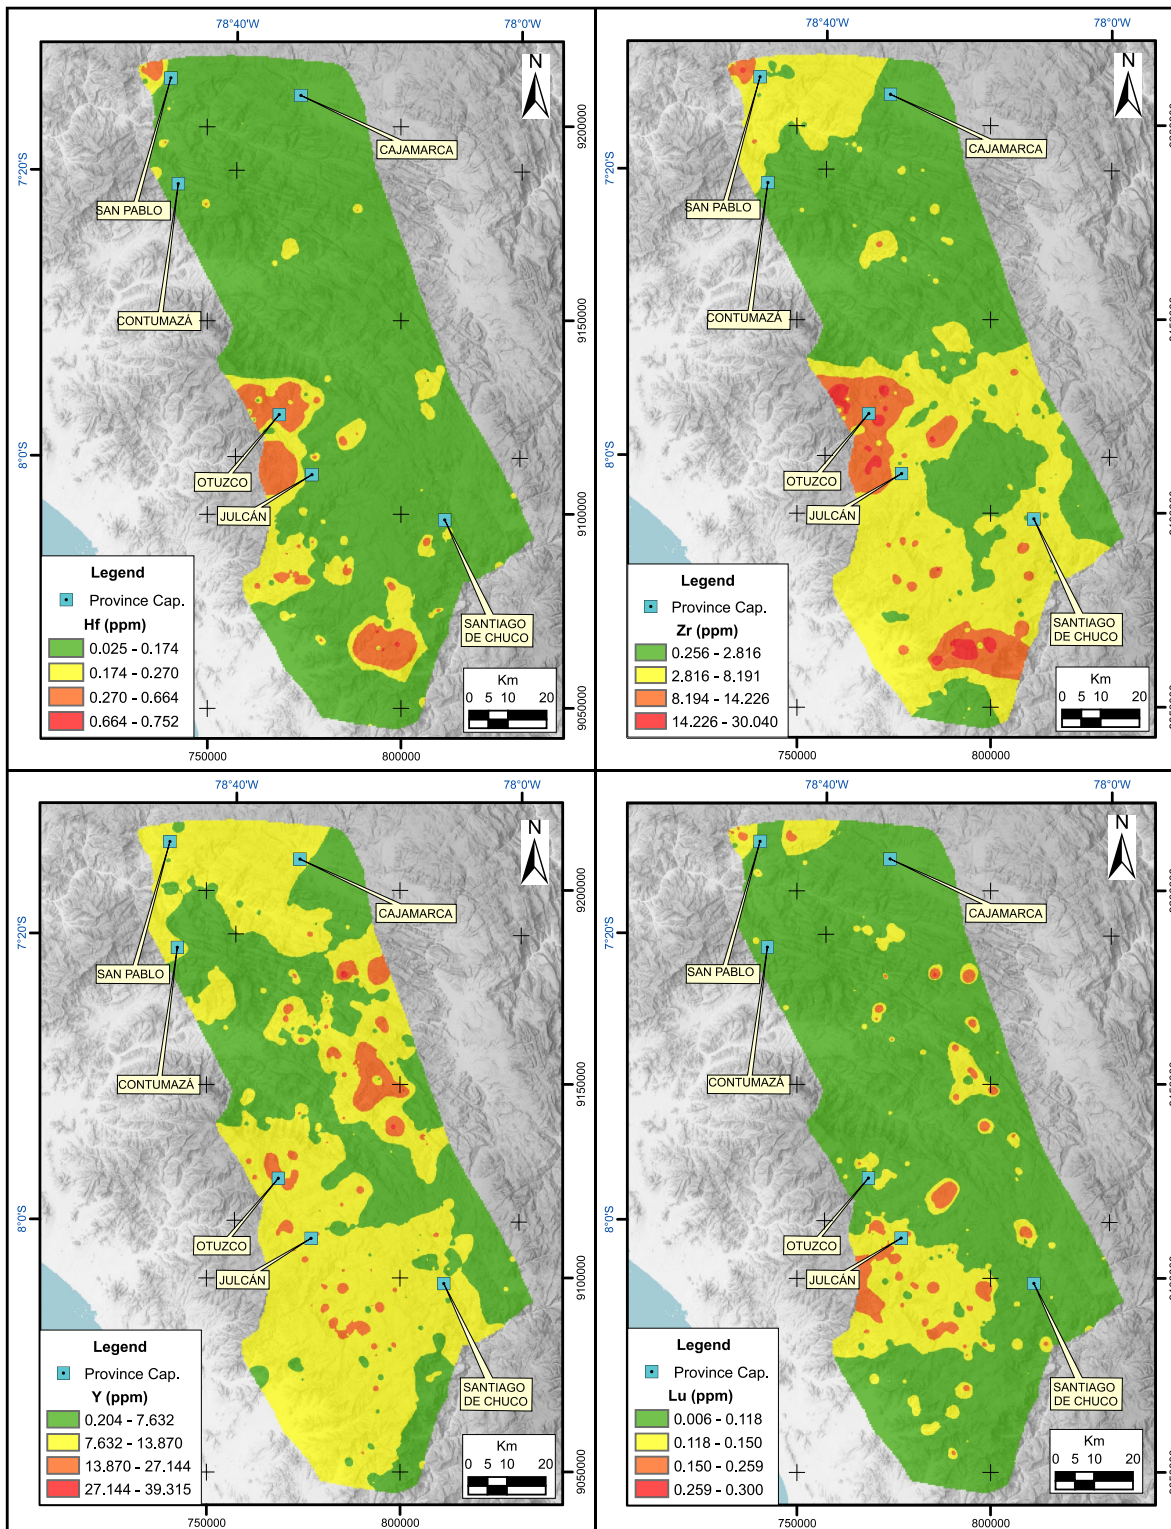 78°40'W
78°0'W
N
9200000
CAJAMARCA
7°20'S
SAN PABLO
CONTUMAZÁ
9150000
8°0'S
OTUZCO
JULCÁN
9100000
Legend
Province Cap.
Hf (ppm)
0.025 - 0.174
0.174 - 0.270
0.270 - 0.664
0.664 - 0.752
SANTIAGO
DE CHUCO
Km
0 5 10 20
9050000
750000
800000
78°40'W
78°0'W
N
CAJAMARCA
7°20'S
SAN PABLO
CONTUMAZÁ
8°0'S
OTUZCO
JULCÁN
Legend
Province Cap.
Zr (ppm)
0.256 - 2.816
2.816 - 8.191
8.194 - 14.226
14.226 - 30.040
SANTIAGO
DE CHUCO
Km
0 5 10 20
750000
800000
78°40'W
78°0'W
N
9200000
CAJAMARCA
7°20'S
SAN PABLO
CONTUMAZÁ
9150000
8°0'S
OTUZCO
JULCÁN
9100000
Legend
Province Cap.
Y (ppm)
0.204 - 7.632
7.632 - 13.870
13.870 - 27.144
27.144 - 39.315
SANTIAGO
DE CHUCO
Km
0 5 10 20
9050000
750000
800000
78°40'W
78°0'W
N
CAJAMARCA
7°20'S
SAN PABLO
CONTUMAZÁ
8°0'S
OTUZCO
JULCÁN
Legend
Province Cap.
Lu (ppm)
0.006 - 0.118
0.118 - 0.150
0.150 - 0.259
0.259 - 0.300
SANTIAGO
DE CHUCO
Km
0 5 10 20
750000
800000